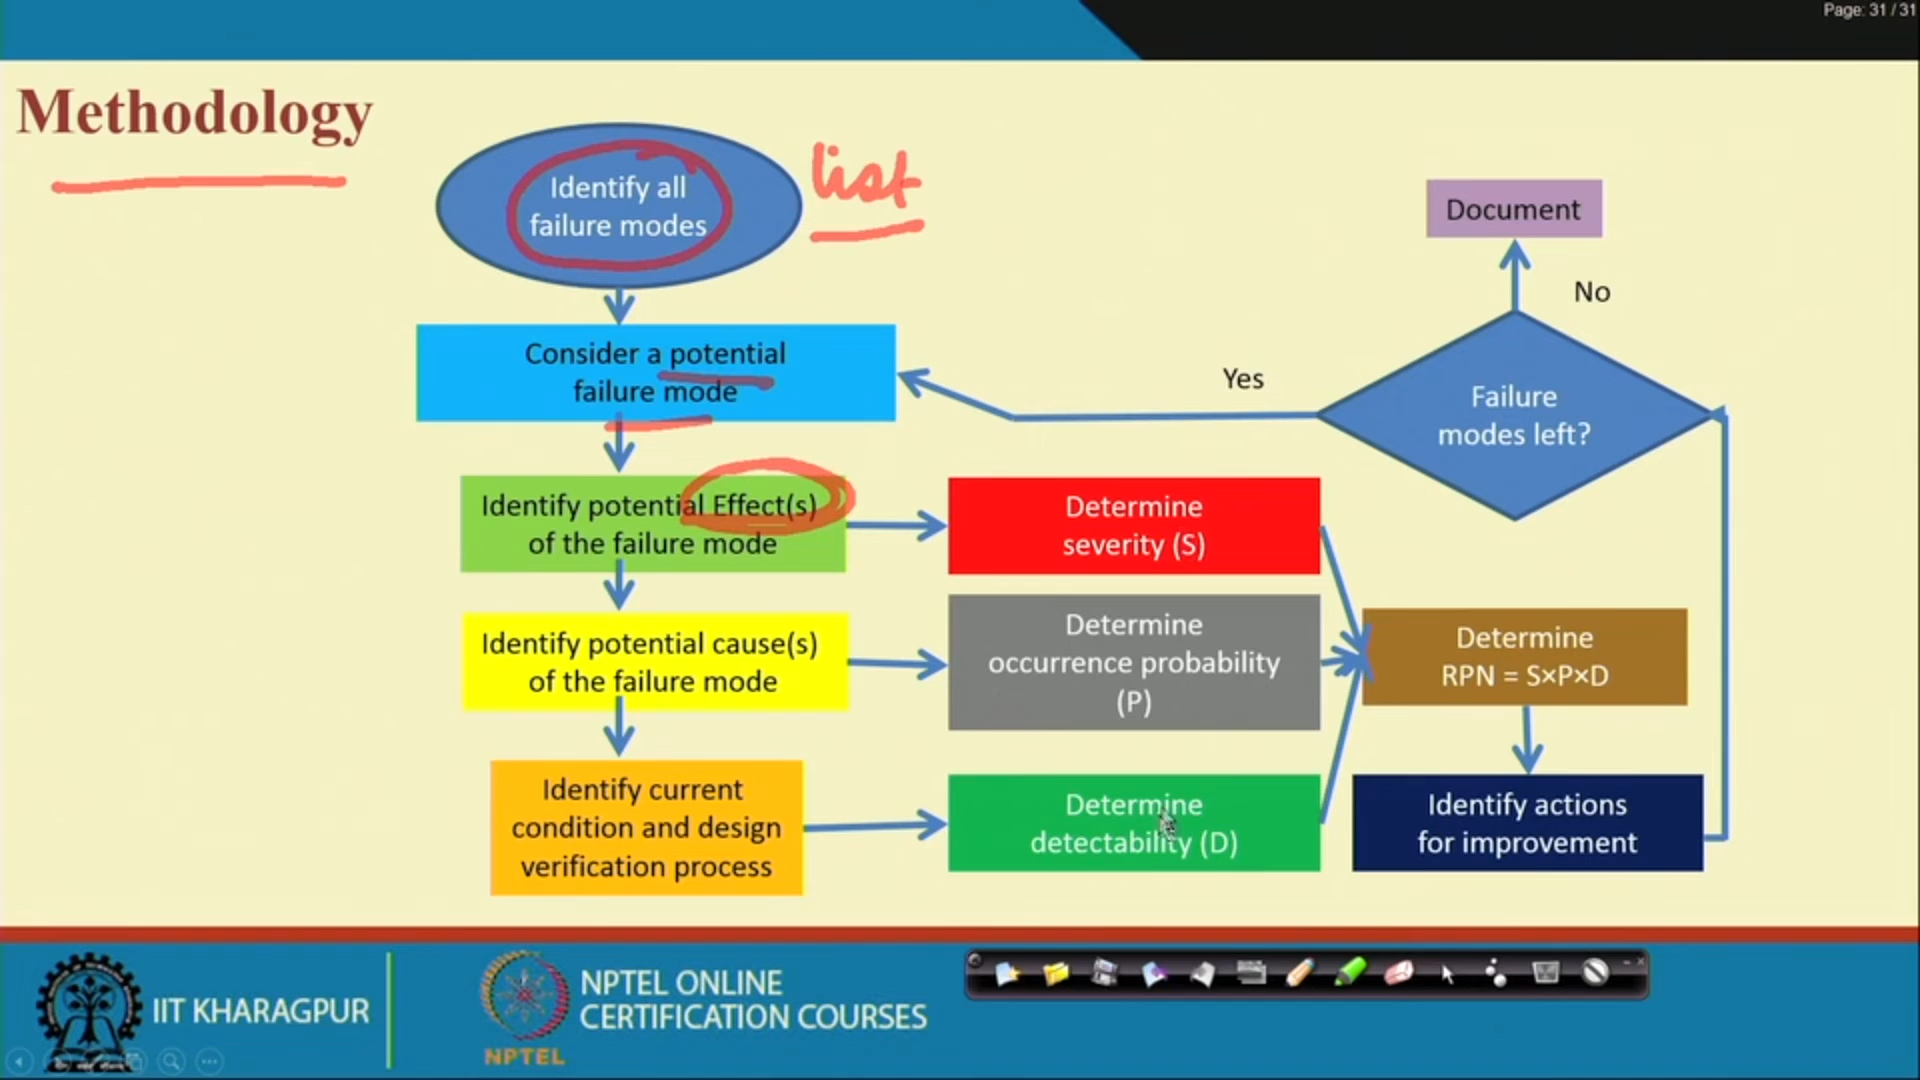 Page: 31 / 31
Methodology
Identify all
failure modes
list
Document
No
Consider a potential
failure mode
Yes
Failure
modes left?
Identify potential Effect(s)
of the failure mode
Determine
severity (S)
Identify potential cause(s)
of the failure mode
Determine
occurrence probability
(P)
Determine
RPN = S×P×D
Identify current
condition and design
verification process
Determine
detectability (D)
Identify actions
for improvement
IIT KHARAGPUR
NPTEL
NPTEL ONLINE
CERTIFICATION COURSES